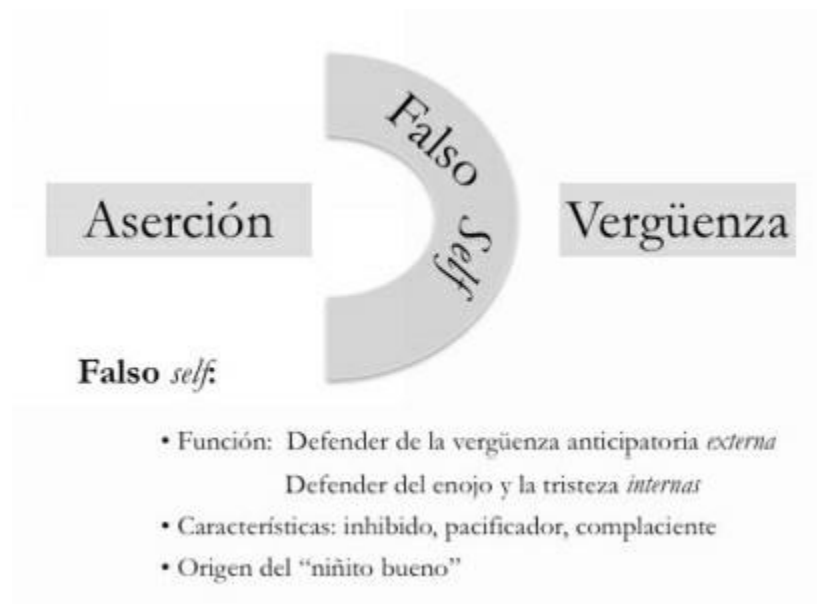 Falso Self
Aserción
Vergüenza
Falso self:
• Función: Defender de la vergüenza anticipatoria externa
Defender del enojo y la tristeza internas
• Características: inhibido, pacificador, complaciente
• Origen del “niñito bueno”